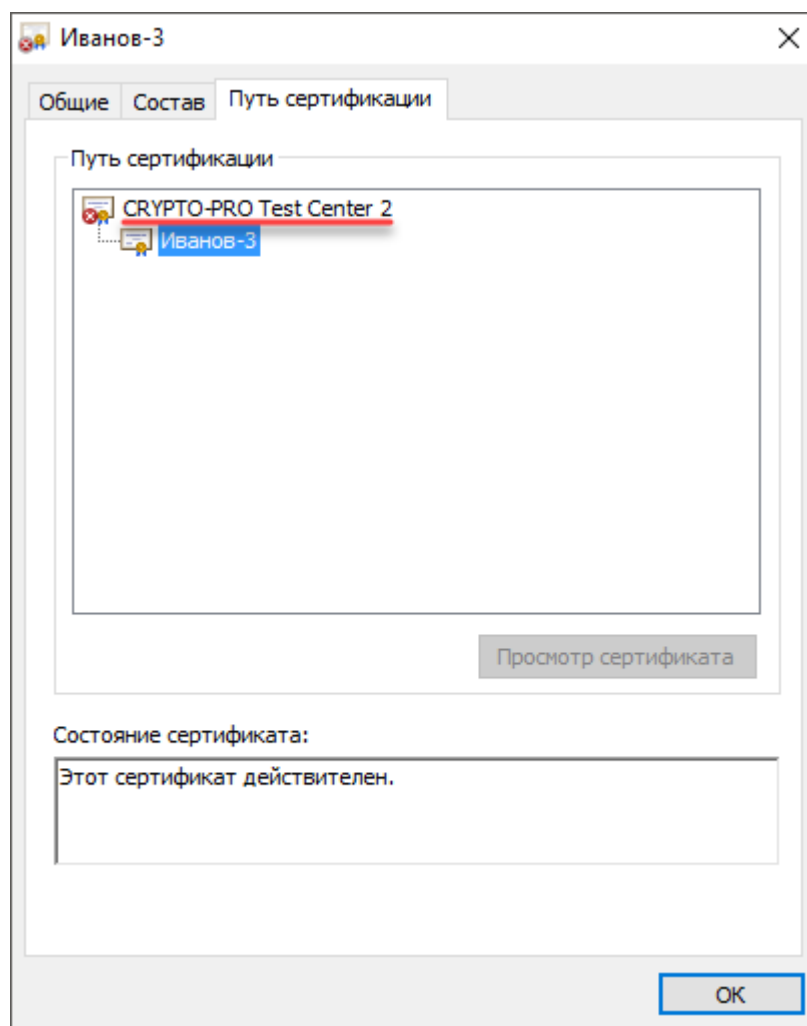 Иванов-3
Общие Состав Путь сертификации
Путь сертификации
CRYPTO-PRO Test Center 2
Иванов-3
Просмотр сертификата
Состояние сертификата:
Этот сертификат действителен.
ОК